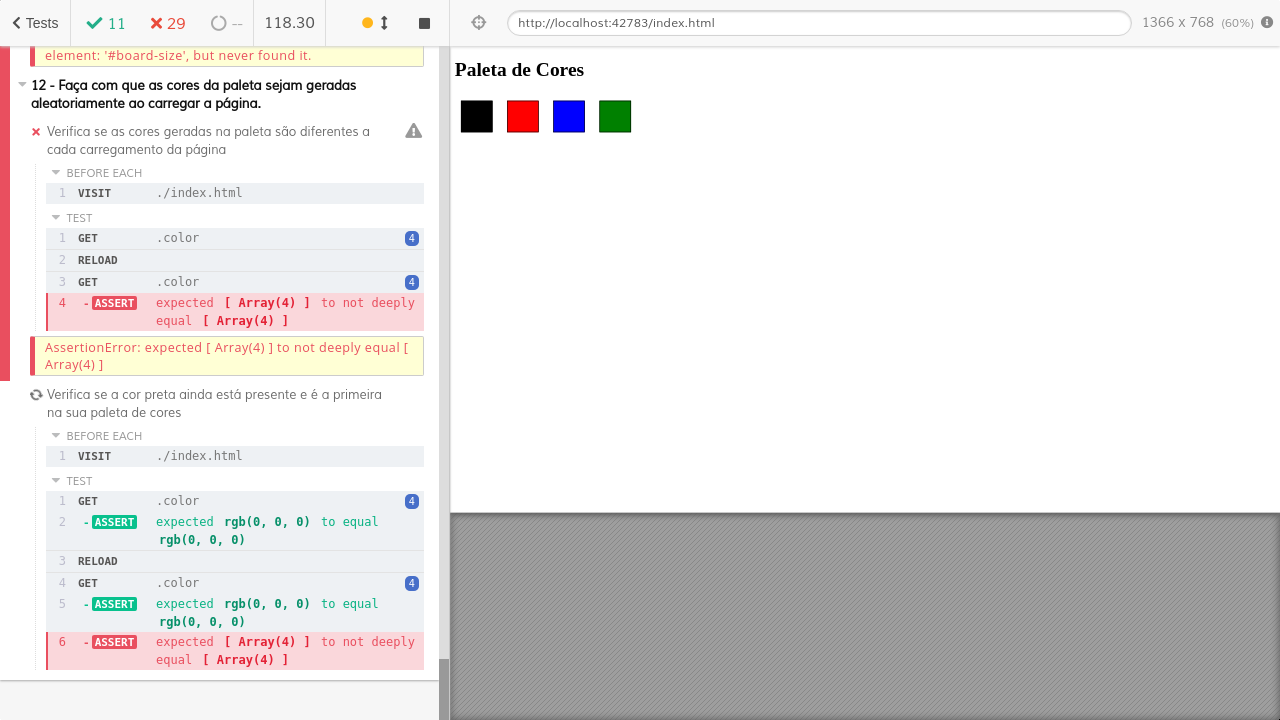 Tests
11
29
--
118.30
http://localhost:42783/index.html
1366 x 768 (60%)
element: '#board-size', but never found it.
12 - Faça com que as cores da paleta sejam geradas
aleatoriamente ao carregar a página.
Verifica se as cores geradas na paleta são diferentes a
cada carregamento da página
BEFORE EACH
1 VISIT ./index.html
TEST
1 GET .color 4
2 RELOAD
3 GET .color 4
4 -ASSERT expected [ Array(4) ] to not deeply
equal [ Array(4) ]
AssertionError: expected [ Array(4) ] to not deeply equal [
Array(4) ]
Verifica se a cor preta ainda está presente e é a primeira
na sua paleta de cores
BEFORE EACH
1 VISIT ./index.html
TEST
1 GET .color 4
2 -ASSERT expected rgb(0, 0, 0) to equal
rgb(0, 0, 0)
3 RELOAD
4 GET .color 4
5 -ASSERT expected rgb(0, 0, 0) to equal
rgb(0, 0, 0)
6 -ASSERT expected [ Array(4) ] to not deeply
equal [ Array(4) ]
Paleta de Cores